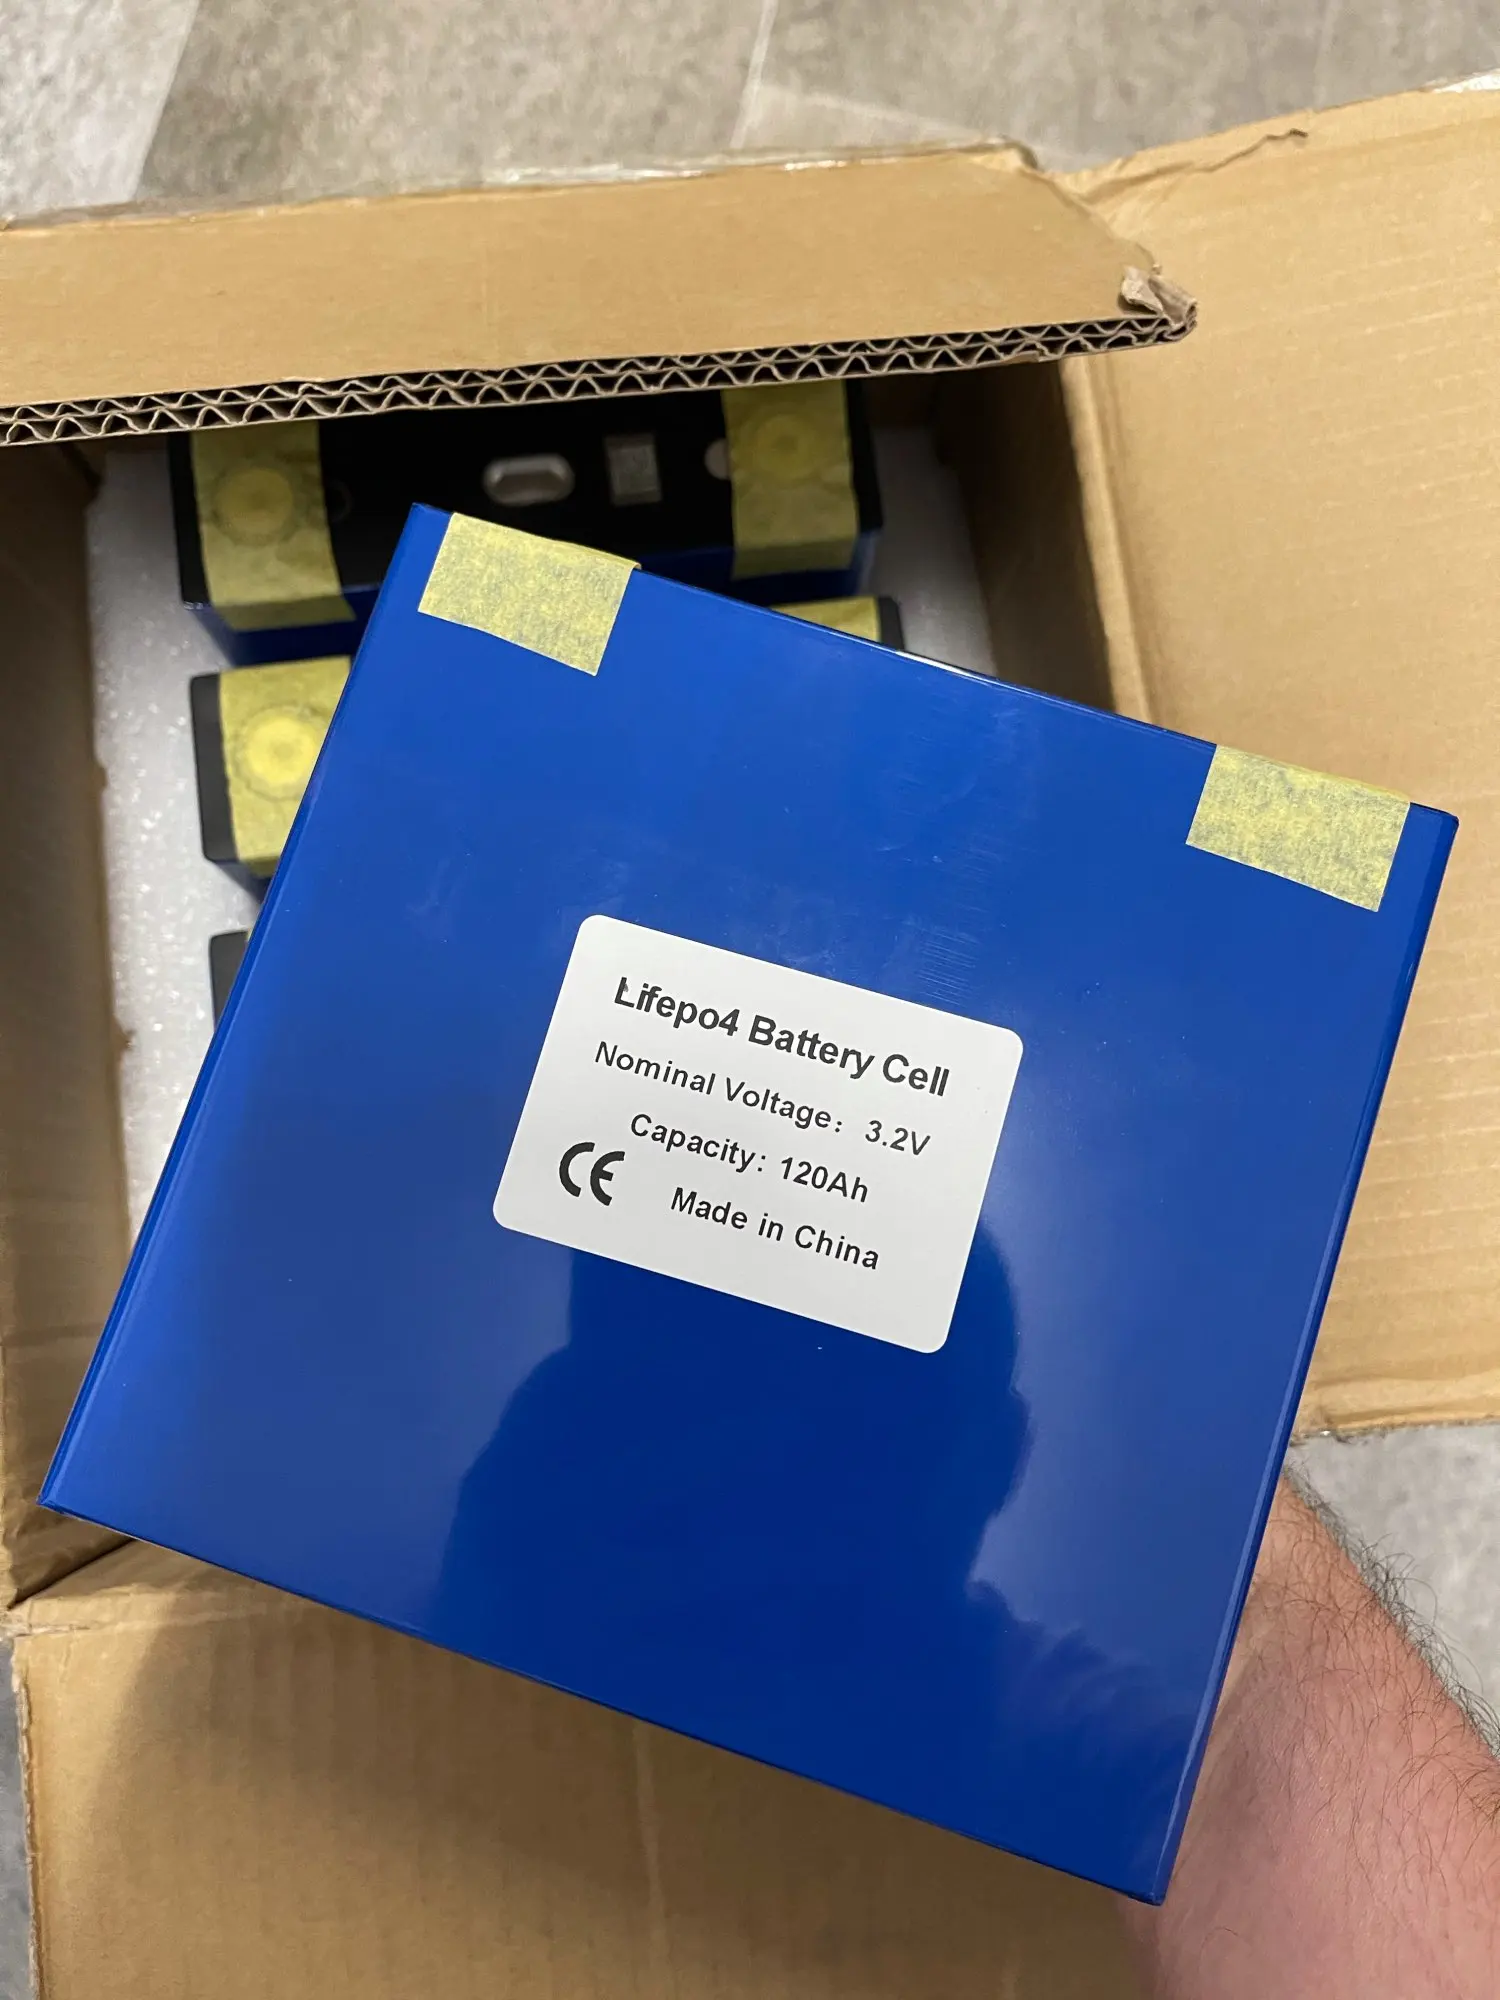 Lifepo4 Battery Cell
Nominal Voltage： 3.2V
Capacity: 120Ah
CE Made in China